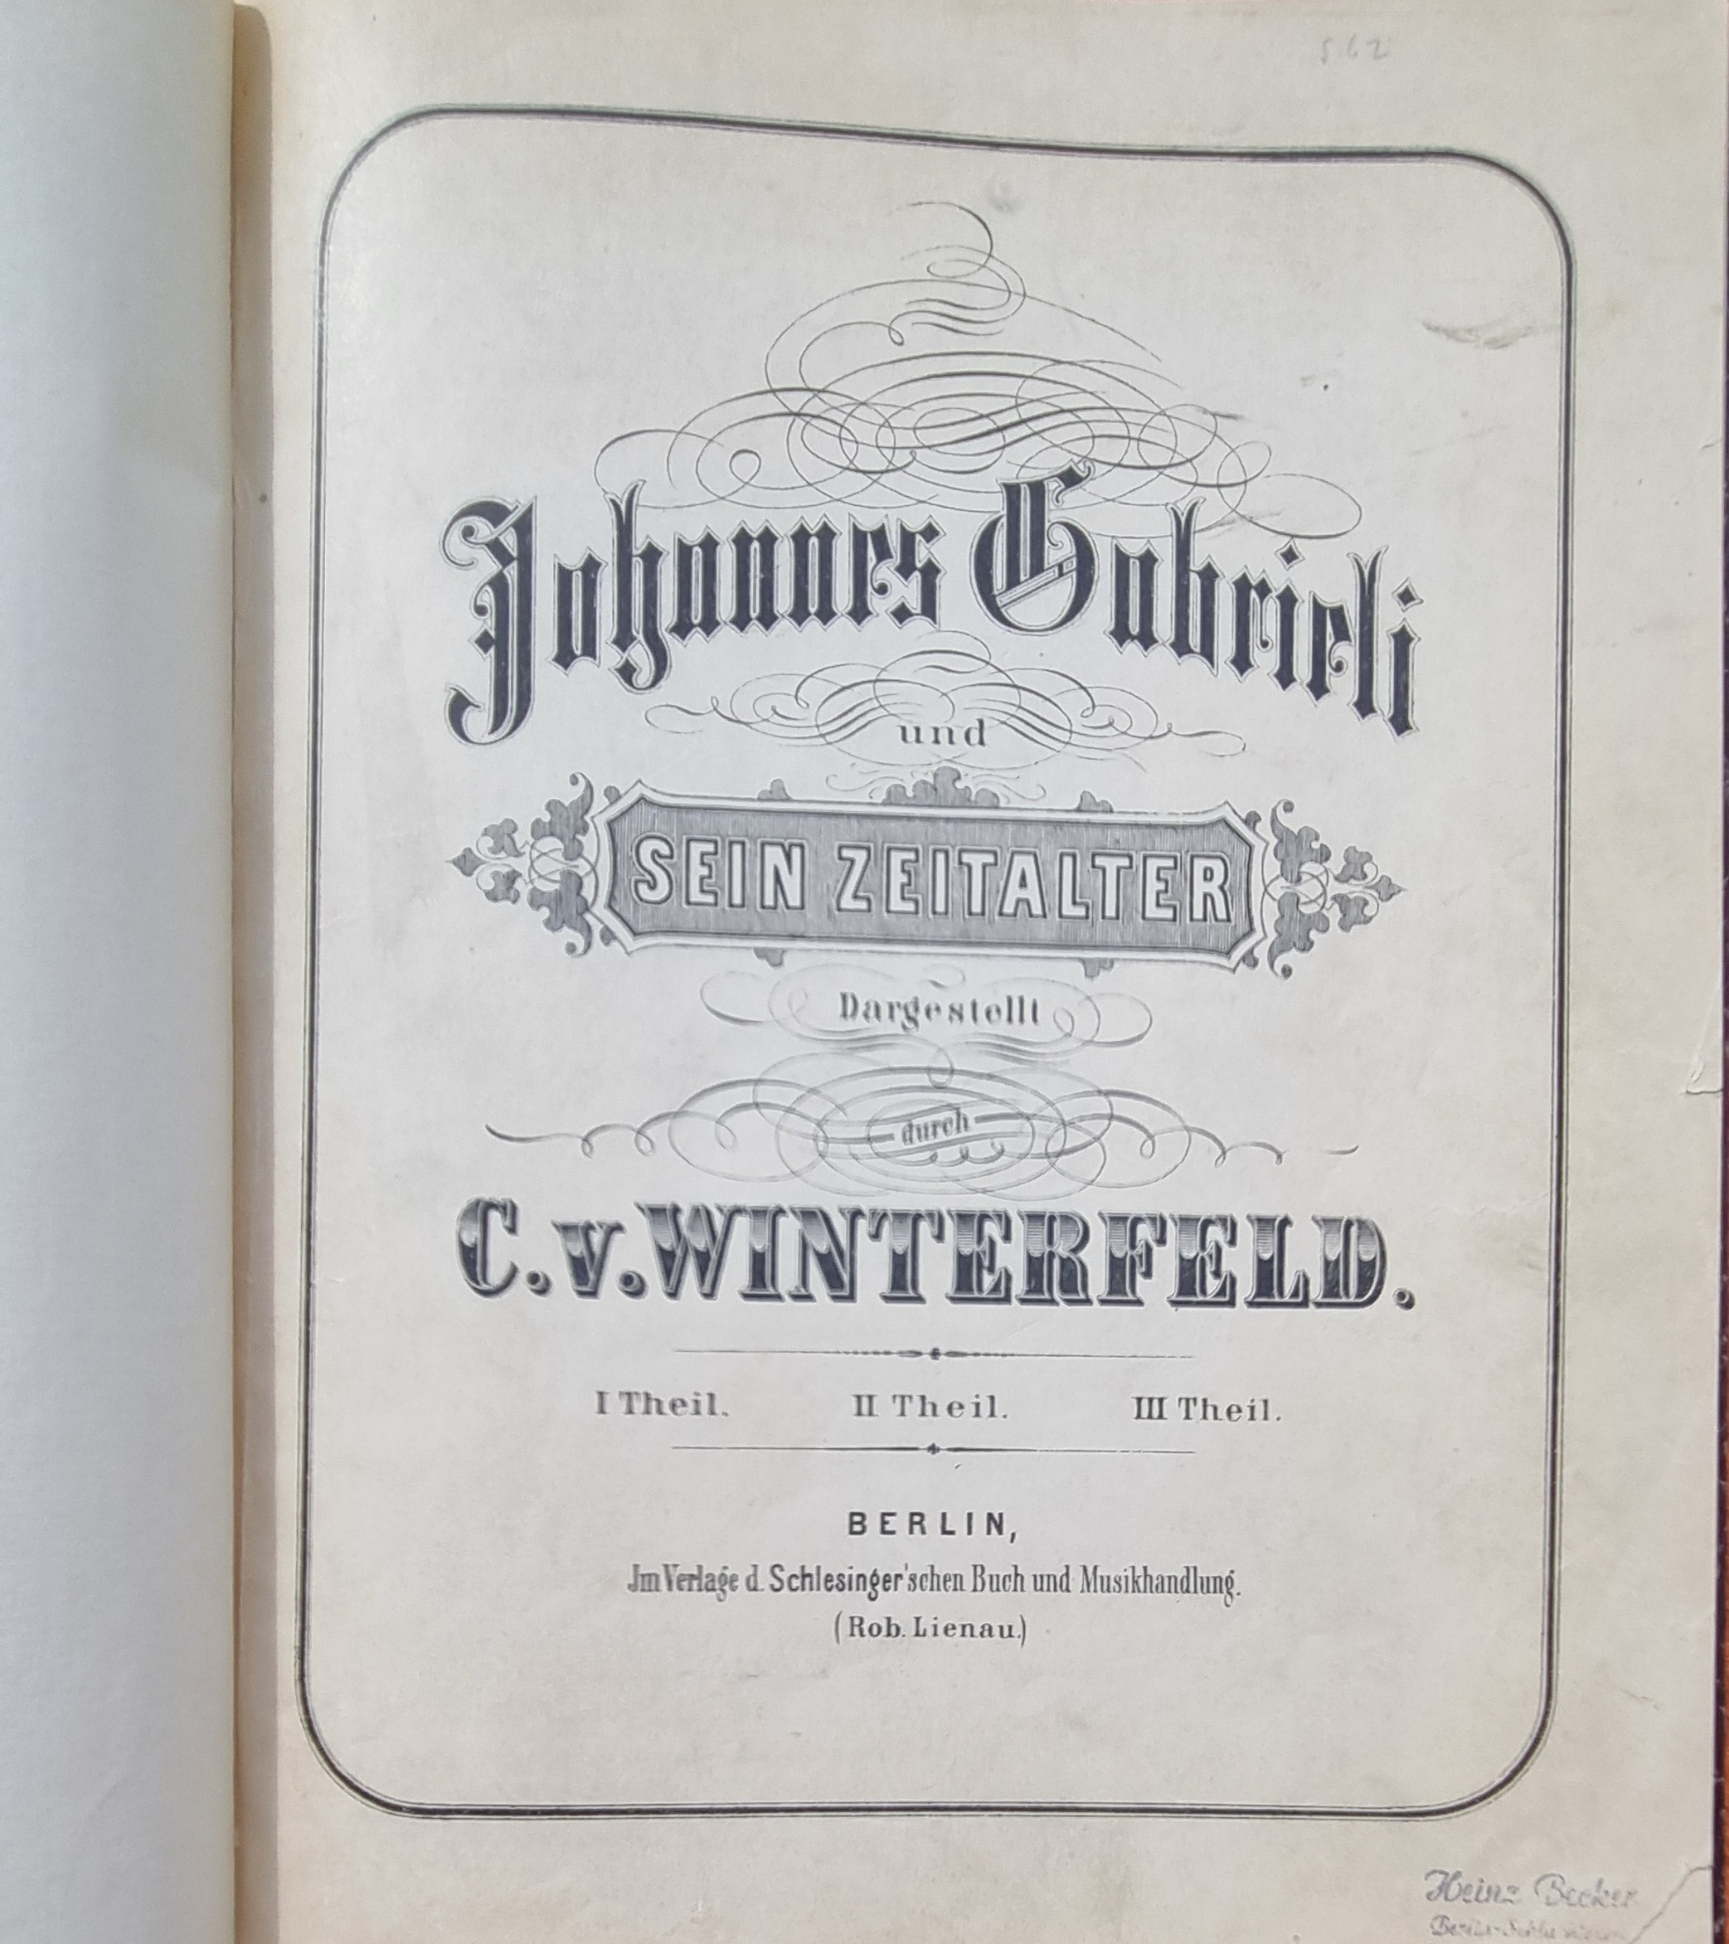 Johannes Gabrieli
und
SEIN ZEITALTER
Dargestellt
durch
C. v. WINTERFELD.
I Theil. II Theil. III Theil.
BERLIN,
Jm Verlage d. Schlesinger'schen Buch und Musikhandlung.
(Rob. Lienau.)
Heinz Becker